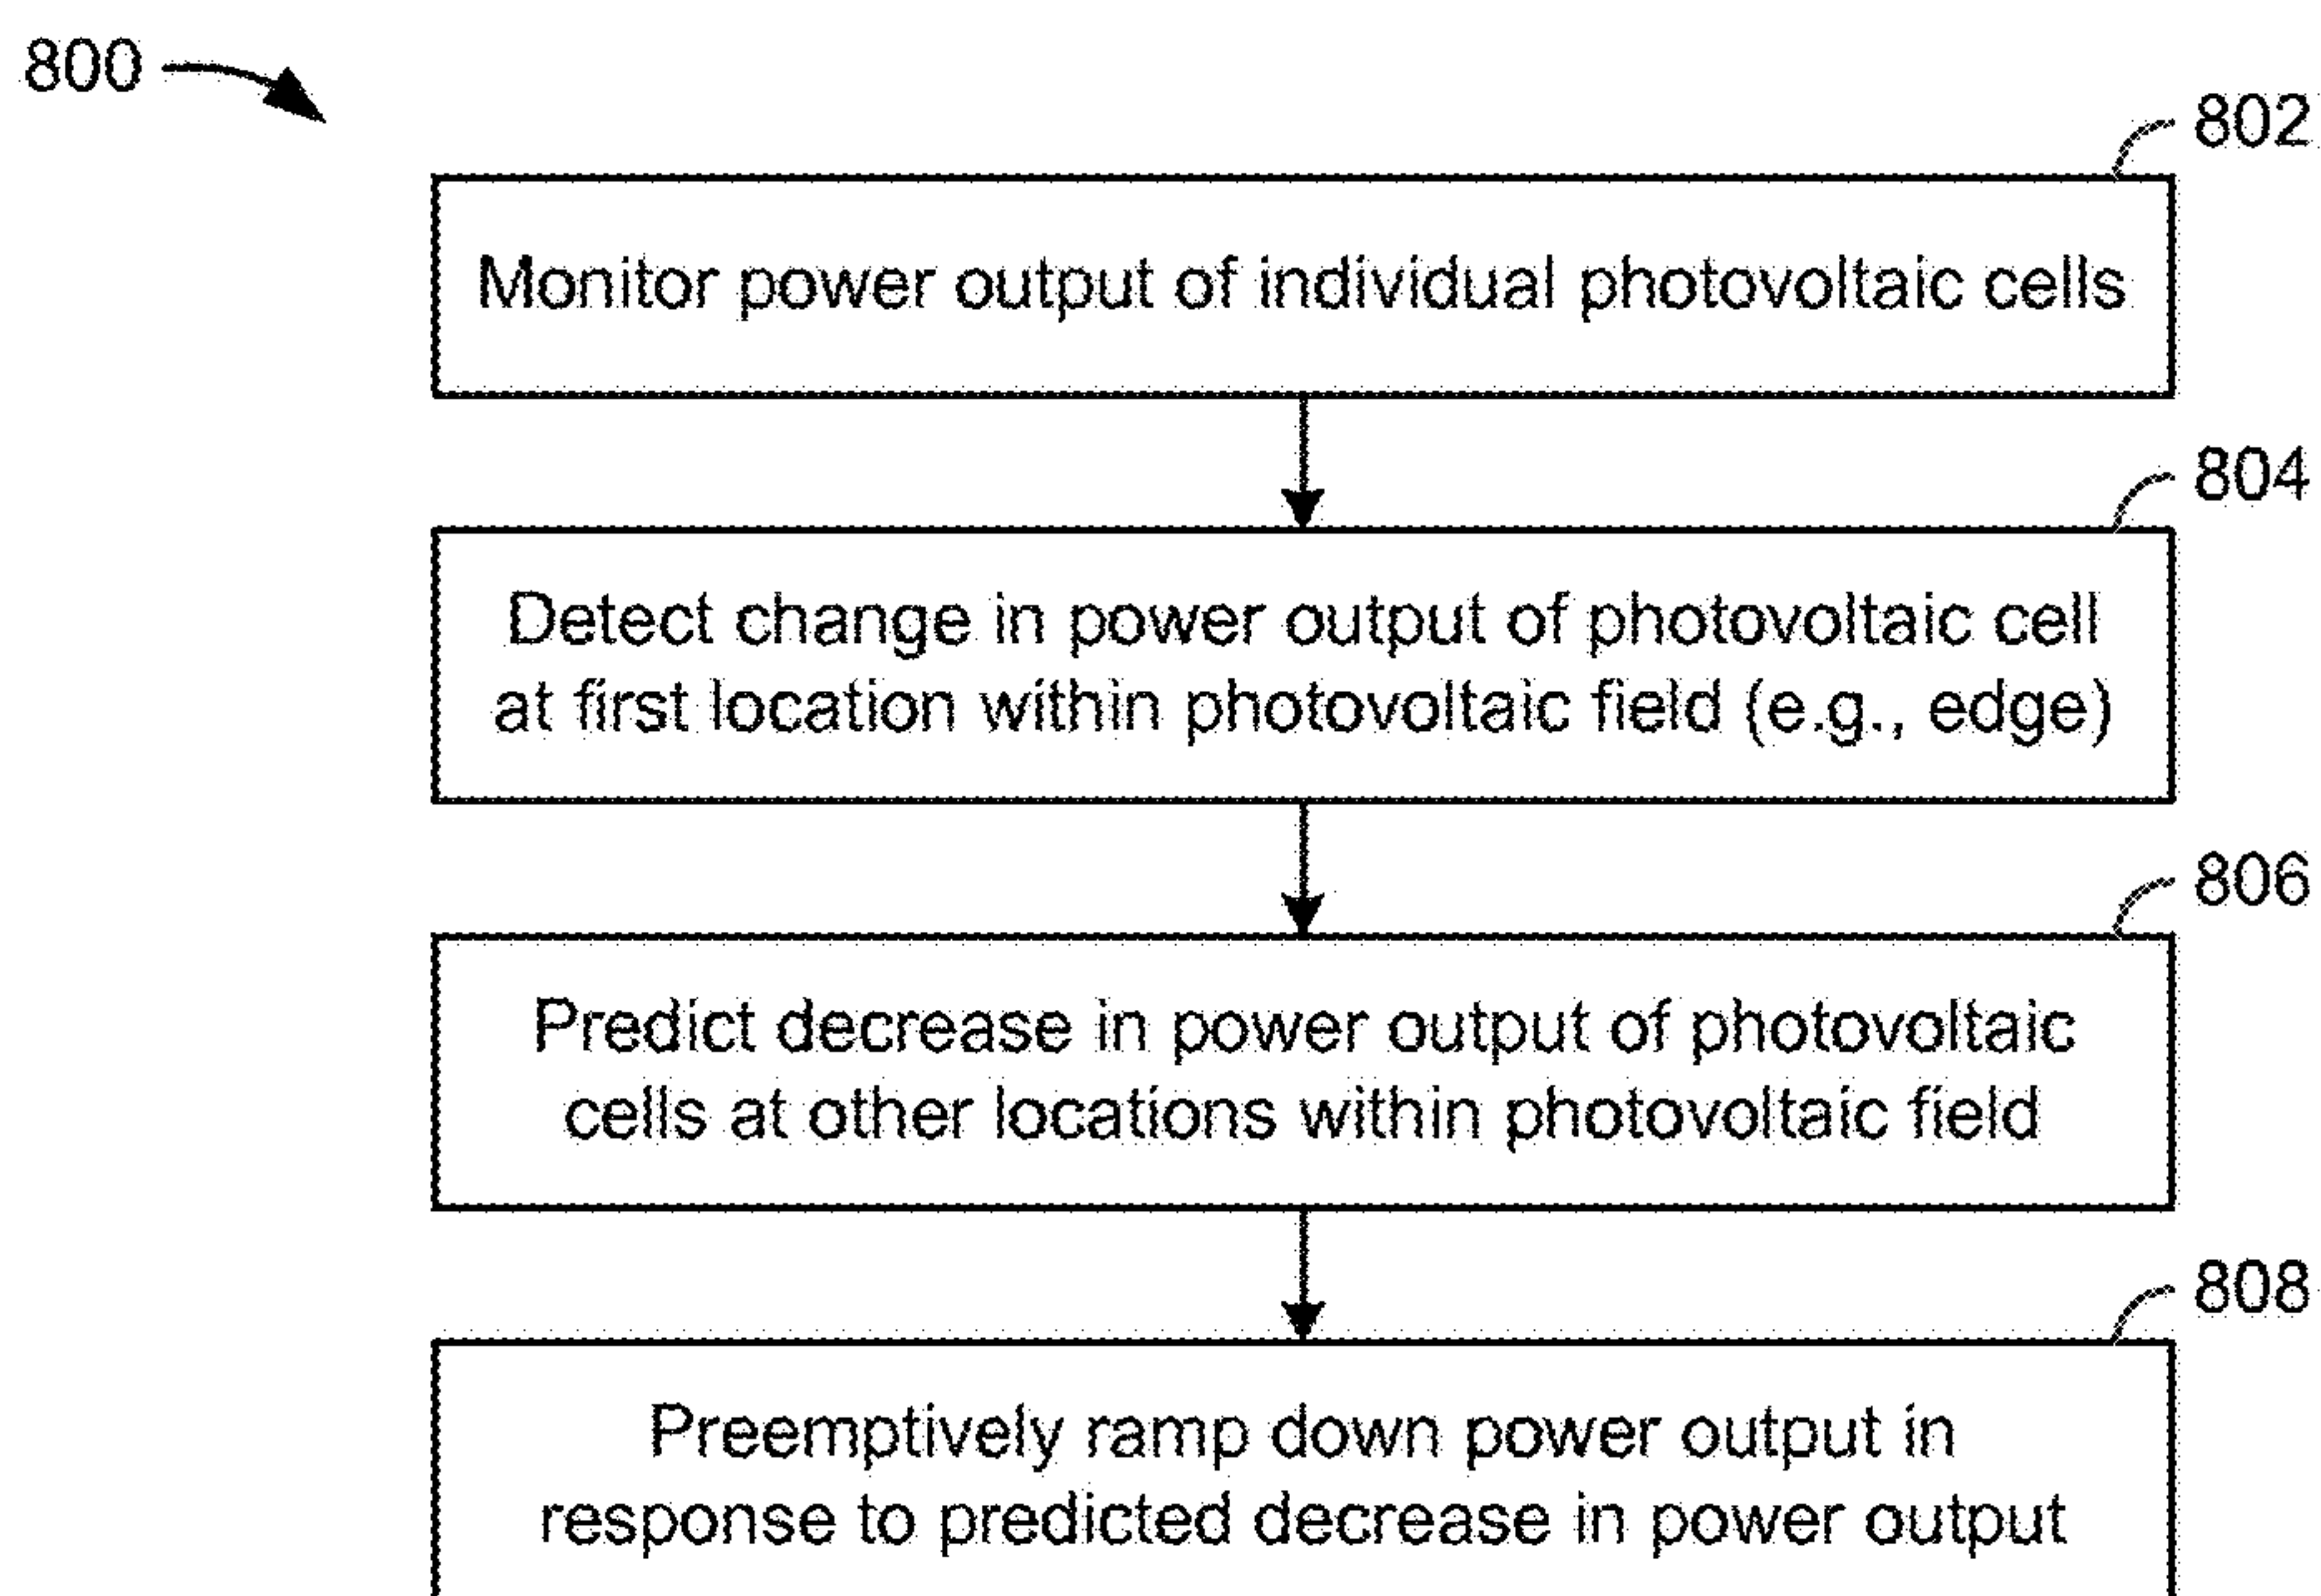 800
802
Monitor power output of individual photovoltaic cells
804
Detect change in power output of photovoltaic cell
at first location within photovoltaic field (e.g., edge)
806
Predict decrease in power output of photovoltaic
cells at other locations within photovoltaic field
808
Preemptively ramp down power output in
response to predicted decrease in power output